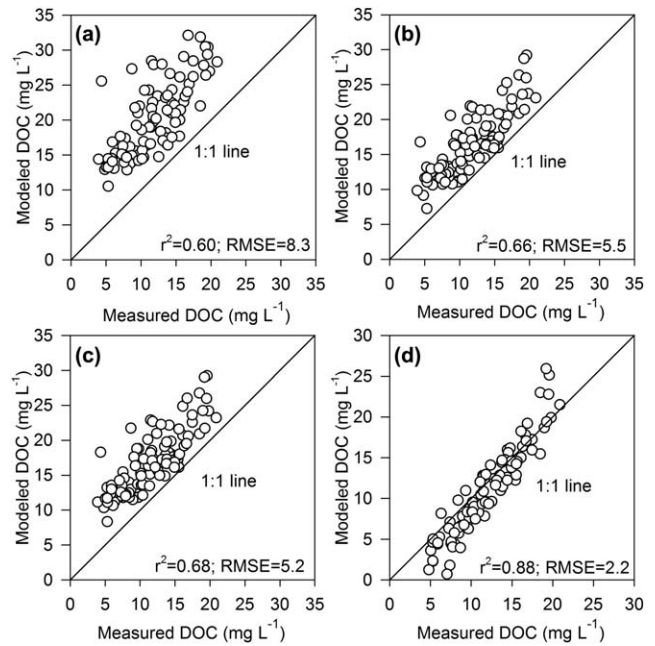 (a)
35
30
25
20
15
10
5
0
Modeled DOC (mg L⁻¹)
1:1 line
r²=0.60; RMSE=8.3
0 5 10 15 20 25 30 35
Measured DOC (mg L⁻¹)
(b)
35
30
25
20
15
10
5
0
Modeled DOC (mg L⁻¹)
1:1 line
r²=0.66; RMSE=5.5
0 5 10 15 20 25 30 35
Measured DOC (mg L⁻¹)
(c)
35
30
25
20
15
10
5
0
Modeled DOC (mg L⁻¹)
1:1 line
r²=0.68; RMSE=5.2
0 5 10 15 20 25 30 35
Measured DOC (mg L⁻¹)
(d)
30
25
20
15
10
5
0
Modeled DOC (mg L⁻¹)
1:1 line
r²=0.88; RMSE=2.2
0 5 10 15 20 25 30
Measured DOC (mg L⁻¹)